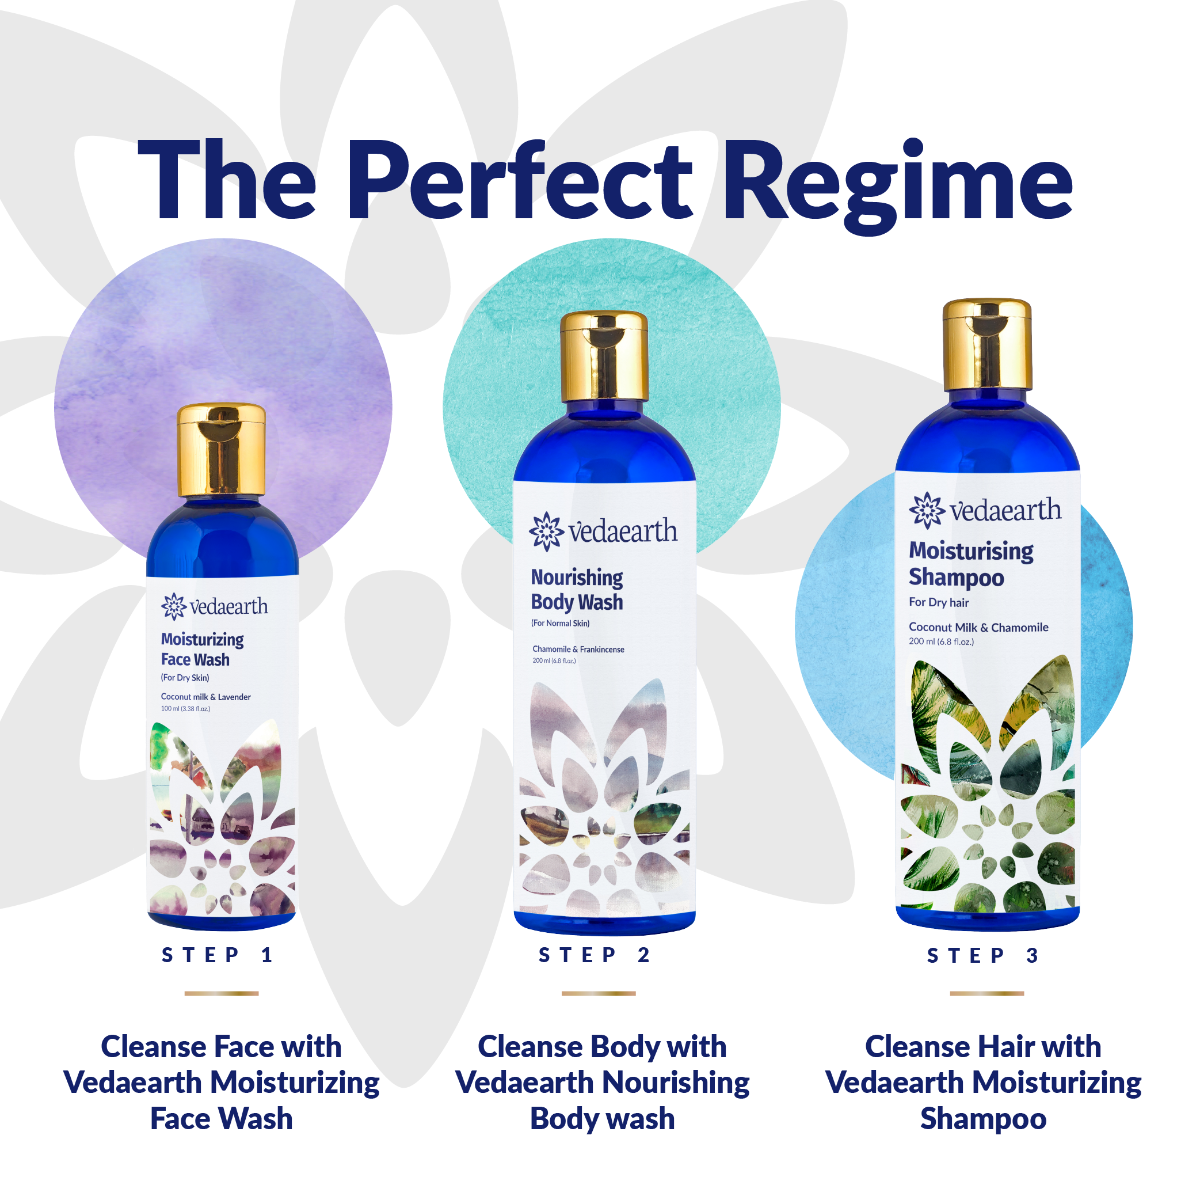 The Perfect Regime
vedaearth
Moisturizing
Face Wash
(For Dry Skin)
Coconut milk & Lavender
100 ml (3.38 fl.oz.)
vedaearth
Nourishing
Body Wash
(For Normal Skin)
Chamomile & Frankincense
200 ml (6.8 fl.oz.)
vedaearth
Moisturising
Shampoo
For Dry hair
Coconut Milk & Chamomile
200 ml (6.8 fl.oz.)
STEP 1
Cleanse Face with
Vedaearth Moisturizing
Face Wash
STEP 2
Cleanse Body with
Vedaearth Nourishing
Body wash
STEP 3
Cleanse Hair with
Vedaearth Moisturizing
Shampoo